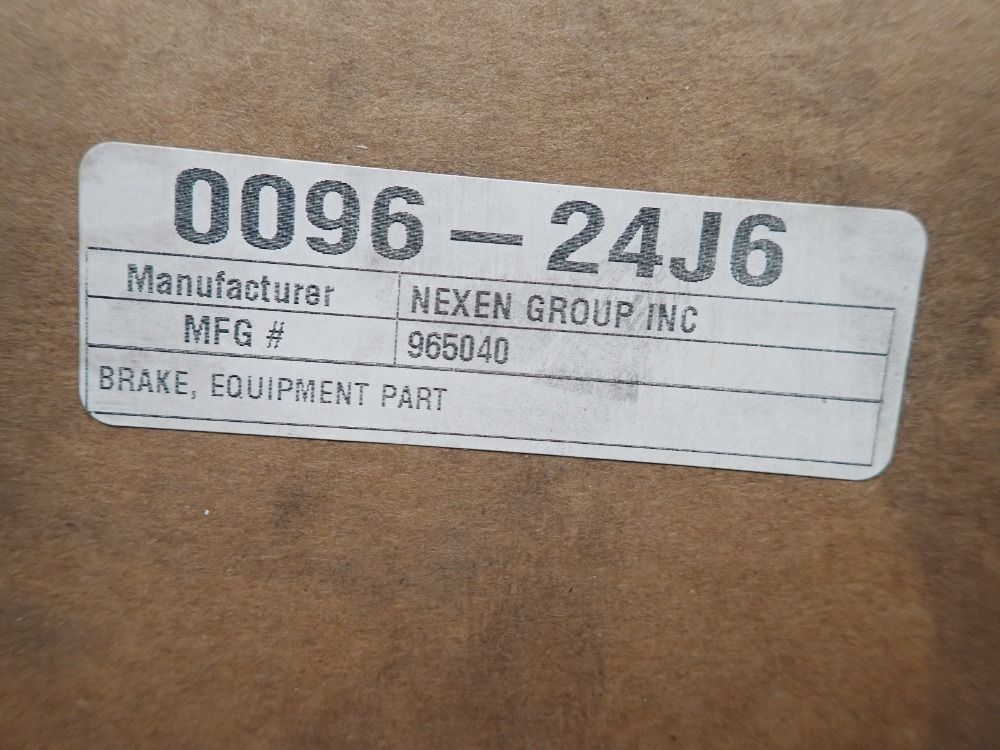 0096-24J6
Manufacturer NEXEN GROUP INC
MFG # 965040
BRAKE, EQUIPMENT PART